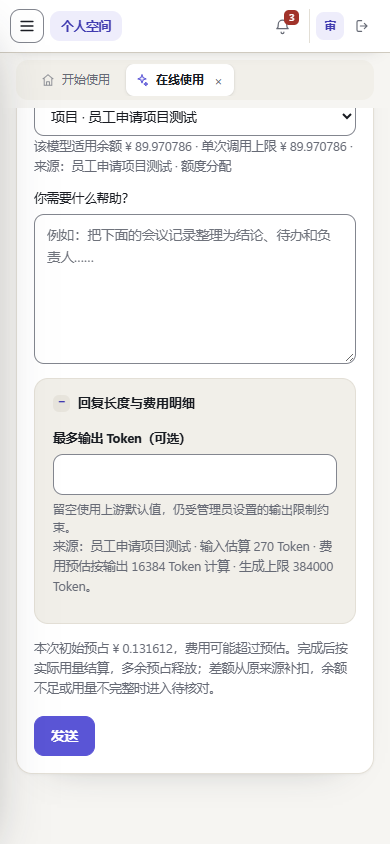 个人空间
3
审
开始使用
在线使用 ×
项目 · 员工申请项目测试
该模型适用余额 ¥ 89.970786 · 单次调用上限 ¥ 89.970786 ·
来源：员工申请项目测试 · 额度分配
你需要什么帮助?
例如：把下面的会议记录整理为结论、待办和负
责人......
− 回复长度与费用明细
最多输出 Token（可选）
留空使用上游默认值，仍受管理员设置的输出限制约
束。
来源：员工申请项目测试 · 输入估算 270 Token · 费
用预估按输出 16384 Token 计算 · 生成上限 384000
Token。
本次初始预占 ¥ 0.131612，费用可能超过预估。完成后按
实际用量结算，多余预占释放；差额从原来源补扣，余额
不足或用量不完整时进入待核对。
发送